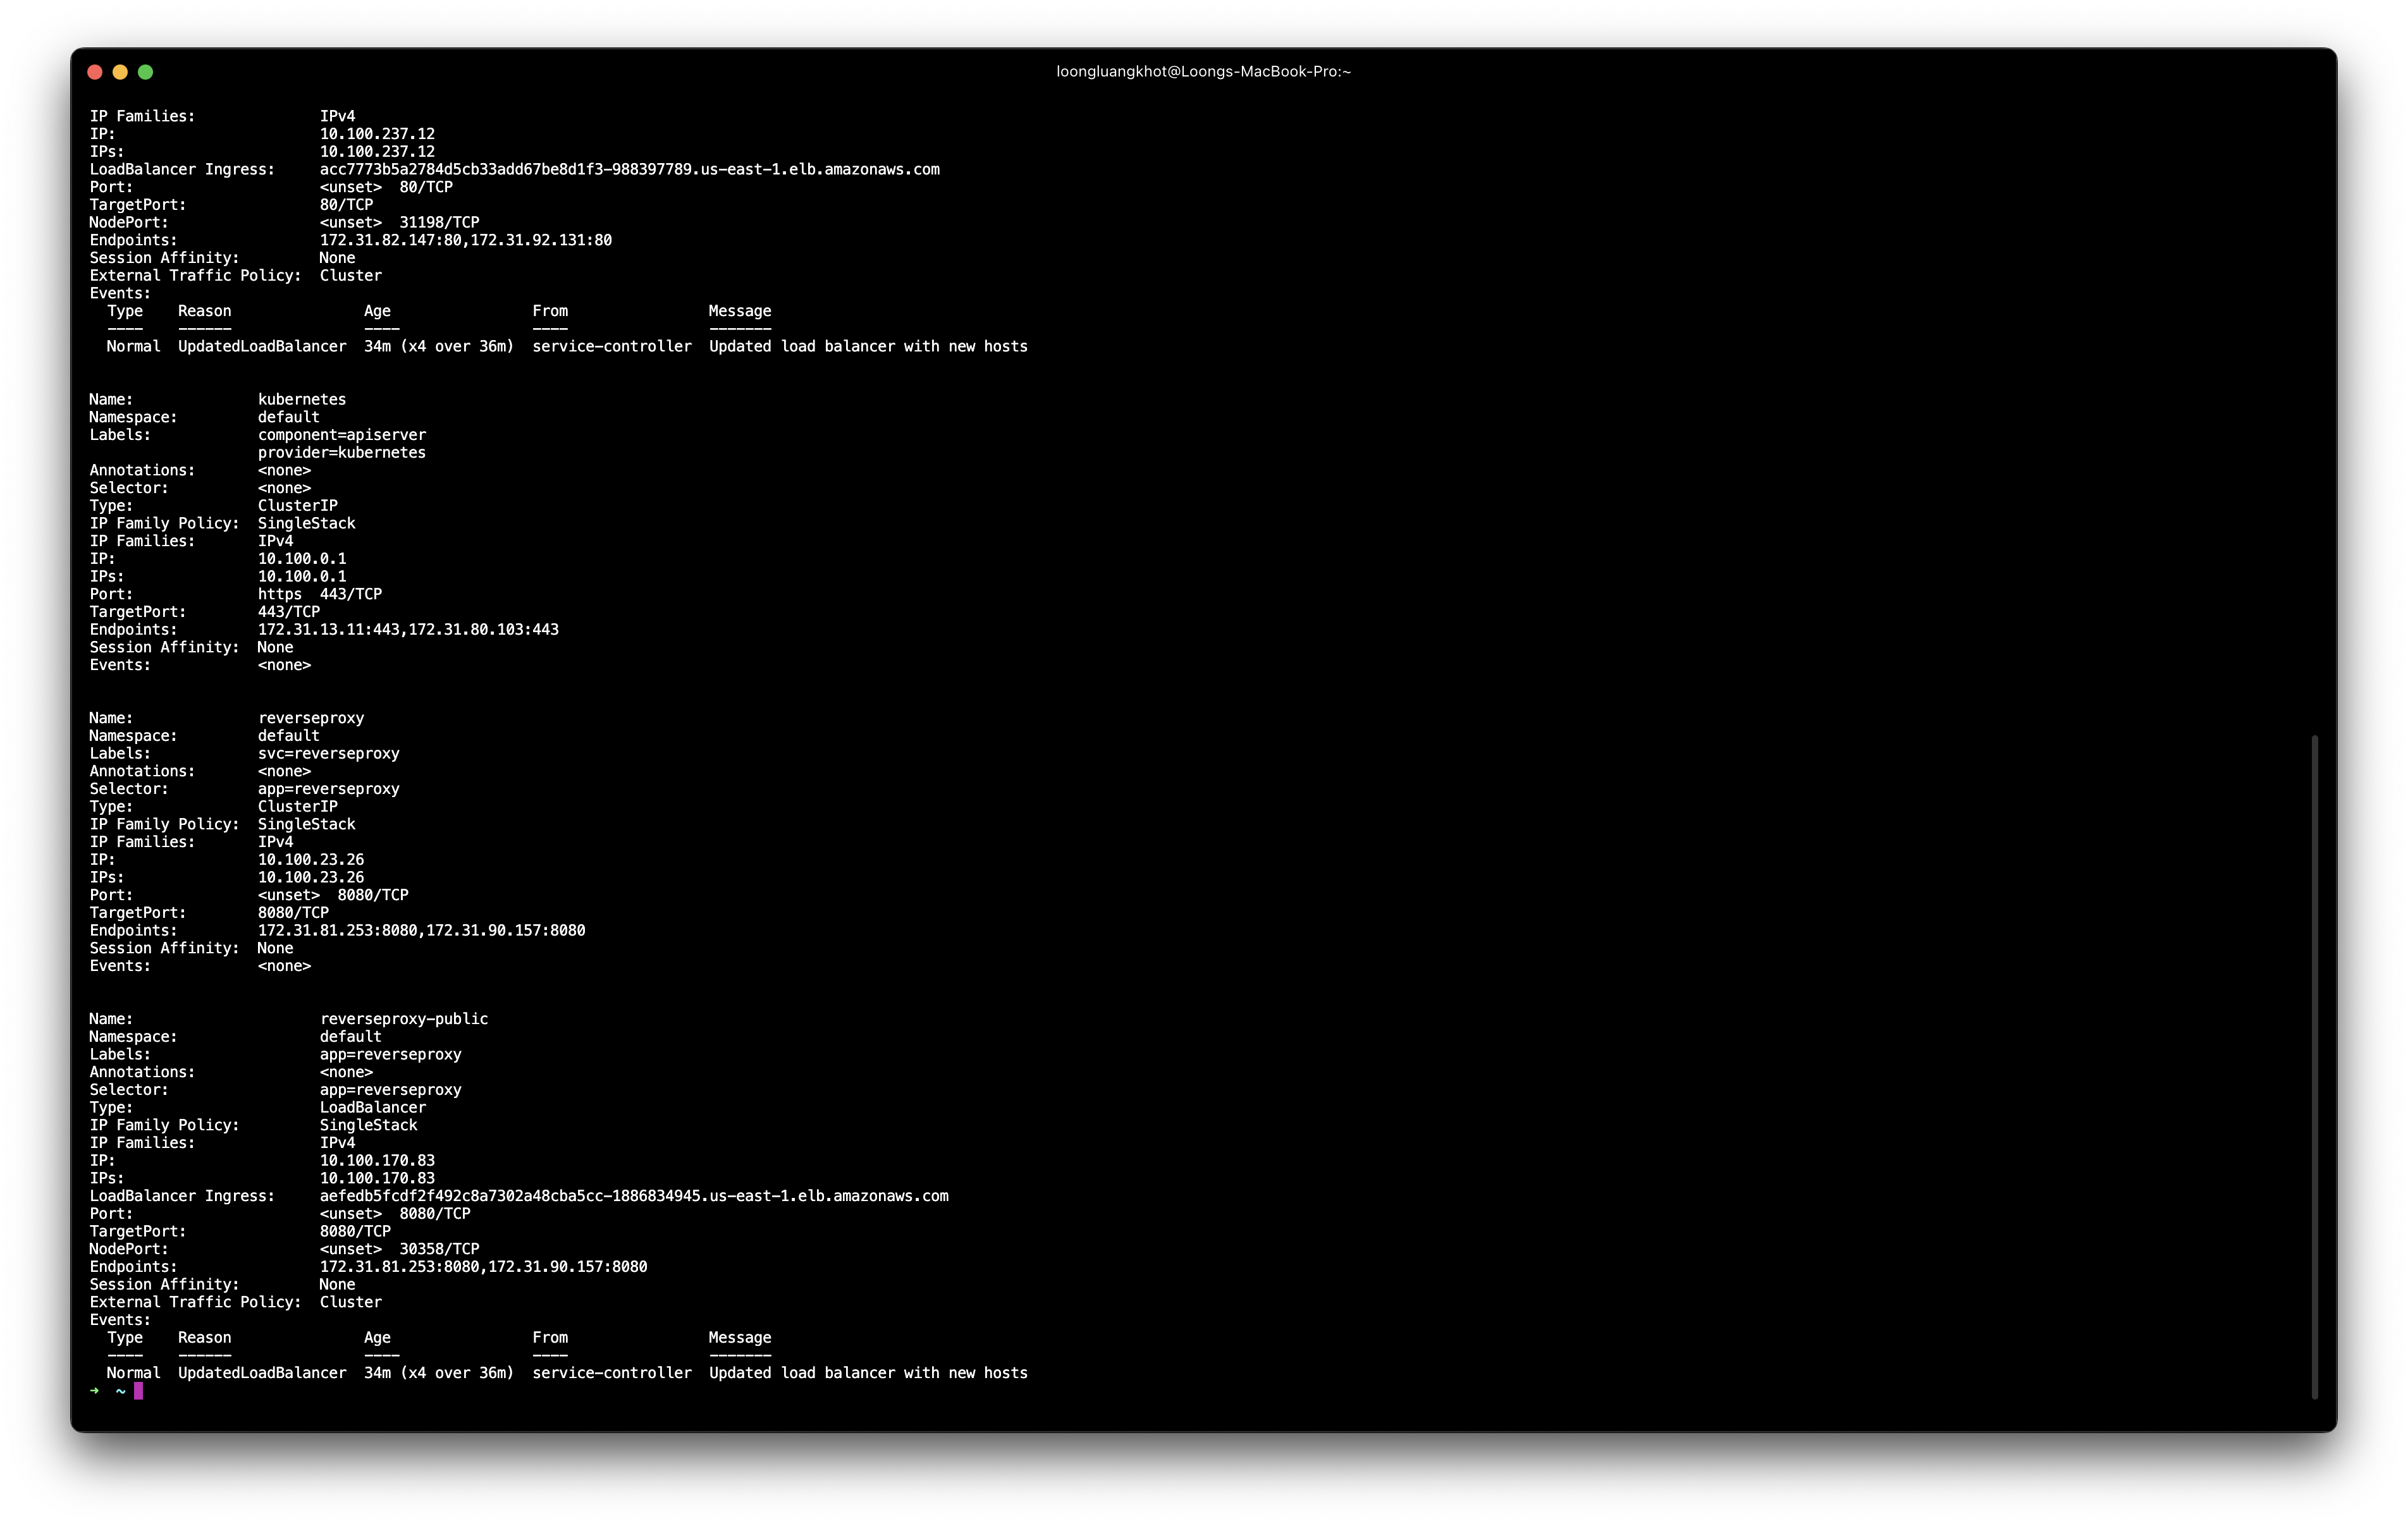 loongluangkhot@Loongs-MacBook-Pro:~
IP Families:              IPv4
IP:                       10.100.237.12
IPs:                      10.100.237.12
LoadBalancer Ingress:     acc7773b5a2784d5cb33add67be8d1f3-988397789.us-east-1.elb.amazonaws.com
Port:                     <unset>  80/TCP
TargetPort:               80/TCP
NodePort:                 <unset>  31198/TCP
Endpoints:                172.31.82.147:80,172.31.92.131:80
Session Affinity:         None
External Traffic Policy:  Cluster
Events:
  Type    Reason               Age                From                Message
  ----    ------               ----               ----                -------
  Normal  UpdatedLoadBalancer  34m (x4 over 36m)  service-controller  Updated load balancer with new hosts
Name:              kubernetes
Namespace:         default
Labels:            component=apiserver
                   provider=kubernetes
Annotations:       <none>
Selector:          <none>
Type:              ClusterIP
IP Family Policy:  SingleStack
IP Families:       IPv4
IP:                10.100.0.1
IPs:               10.100.0.1
Port:              https  443/TCP
TargetPort:        443/TCP
Endpoints:         172.31.13.11:443,172.31.80.103:443
Session Affinity:  None
Events:            <none>
Name:              reverseproxy
Namespace:         default
Labels:            svc=reverseproxy
Annotations:       <none>
Selector:          app=reverseproxy
Type:              ClusterIP
IP Family Policy:  SingleStack
IP Families:       IPv4
IP:                10.100.23.26
IPs:               10.100.23.26
Port:              <unset>  8080/TCP
TargetPort:        8080/TCP
Endpoints:         172.31.81.253:8080,172.31.90.157:8080
Session Affinity:  None
Events:            <none>
Name:                     reverseproxy-public
Namespace:                default
Labels:                   app=reverseproxy
Annotations:              <none>
Selector:                 app=reverseproxy
Type:                     LoadBalancer
IP Family Policy:         SingleStack
IP Families:              IPv4
IP:                       10.100.170.83
IPs:                      10.100.170.83
LoadBalancer Ingress:     aefedb5fcdf2f492c8a7302a48cba5cc-1886834945.us-east-1.elb.amazonaws.com
Port:                     <unset>  8080/TCP
TargetPort:               8080/TCP
NodePort:                 <unset>  30358/TCP
Endpoints:                172.31.81.253:8080,172.31.90.157:8080
Session Affinity:         None
External Traffic Policy:  Cluster
Events:
  Type    Reason               Age                From                Message
  ----    ------               ----               ----                -------
  Normal  UpdatedLoadBalancer  34m (x4 over 36m)  service-controller  Updated load balancer with new hosts
➜  ~